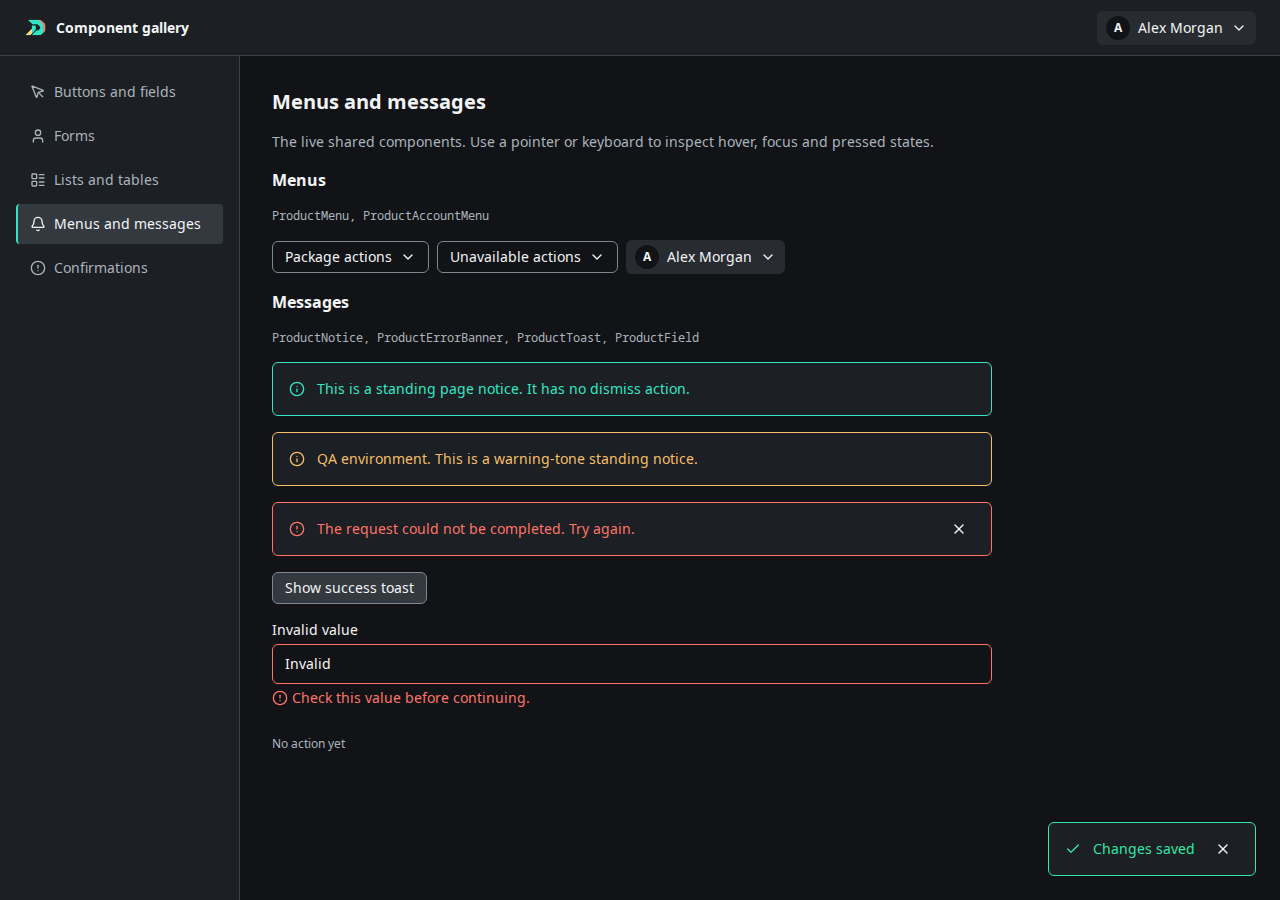 Component gallery
A Alex Morgan
Buttons and fields
Forms
Lists and tables
Menus and messages
Confirmations
Menus and messages
The live shared components. Use a pointer or keyboard to inspect hover, focus and pressed states.
Menus
ProductMenu, ProductAccountMenu
Package actions
Unavailable actions
A Alex Morgan
Messages
ProductNotice, ProductErrorBanner, ProductToast, ProductField
This is a standing page notice. It has no dismiss action.
QA environment. This is a warning-tone standing notice.
The request could not be completed. Try again.
Show success toast
Invalid value
Invalid
Check this value before continuing.
No action yet
Changes saved